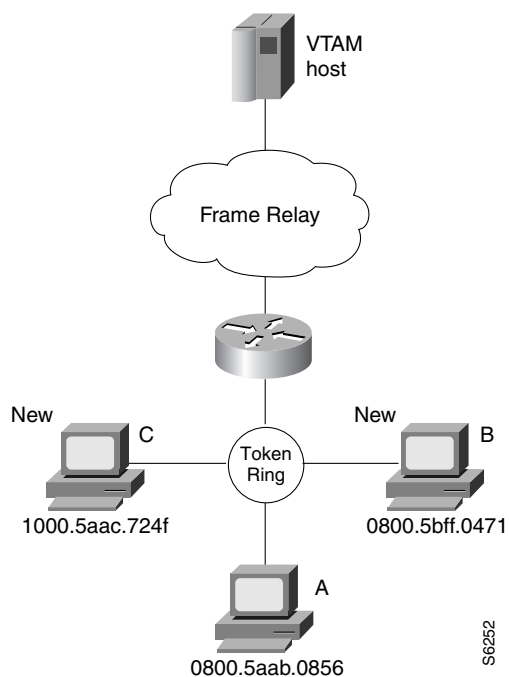 VTAM
host
Frame Relay
New
C
New
B
Token
Ring
1000.5aac.724f
0800.5bff.0471
A
0800.5aab.0856
S6252